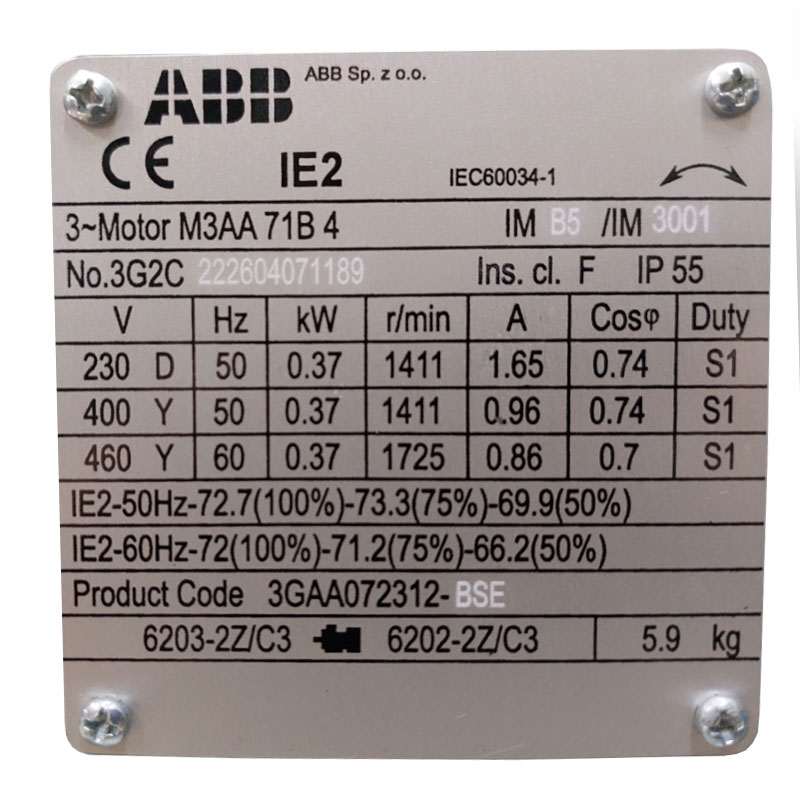 ABB ABB Sp. z o.o.
CE IE2 IEC60034-1
3~Motor M3AA 71B 4 IM B5 /IM 3001
No.3G2C 222604071189 Ins. cl. F IP 55
V Hz kW r/min A Cosφ Duty
230 D 50 0.37 1411 1.65 0.74 S1
400 Y 50 0.37 1411 0.96 0.74 S1
460 Y 60 0.37 1725 0.86 0.7 S1
IE2-50Hz-72.7(100%)-73.3(75%)-69.9(50%)
IE2-60Hz-72(100%)-71.2(75%)-66.2(50%)
Product Code 3GAA072312-BSE
6203-2Z/C3 6202-2Z/C3 5.9 kg